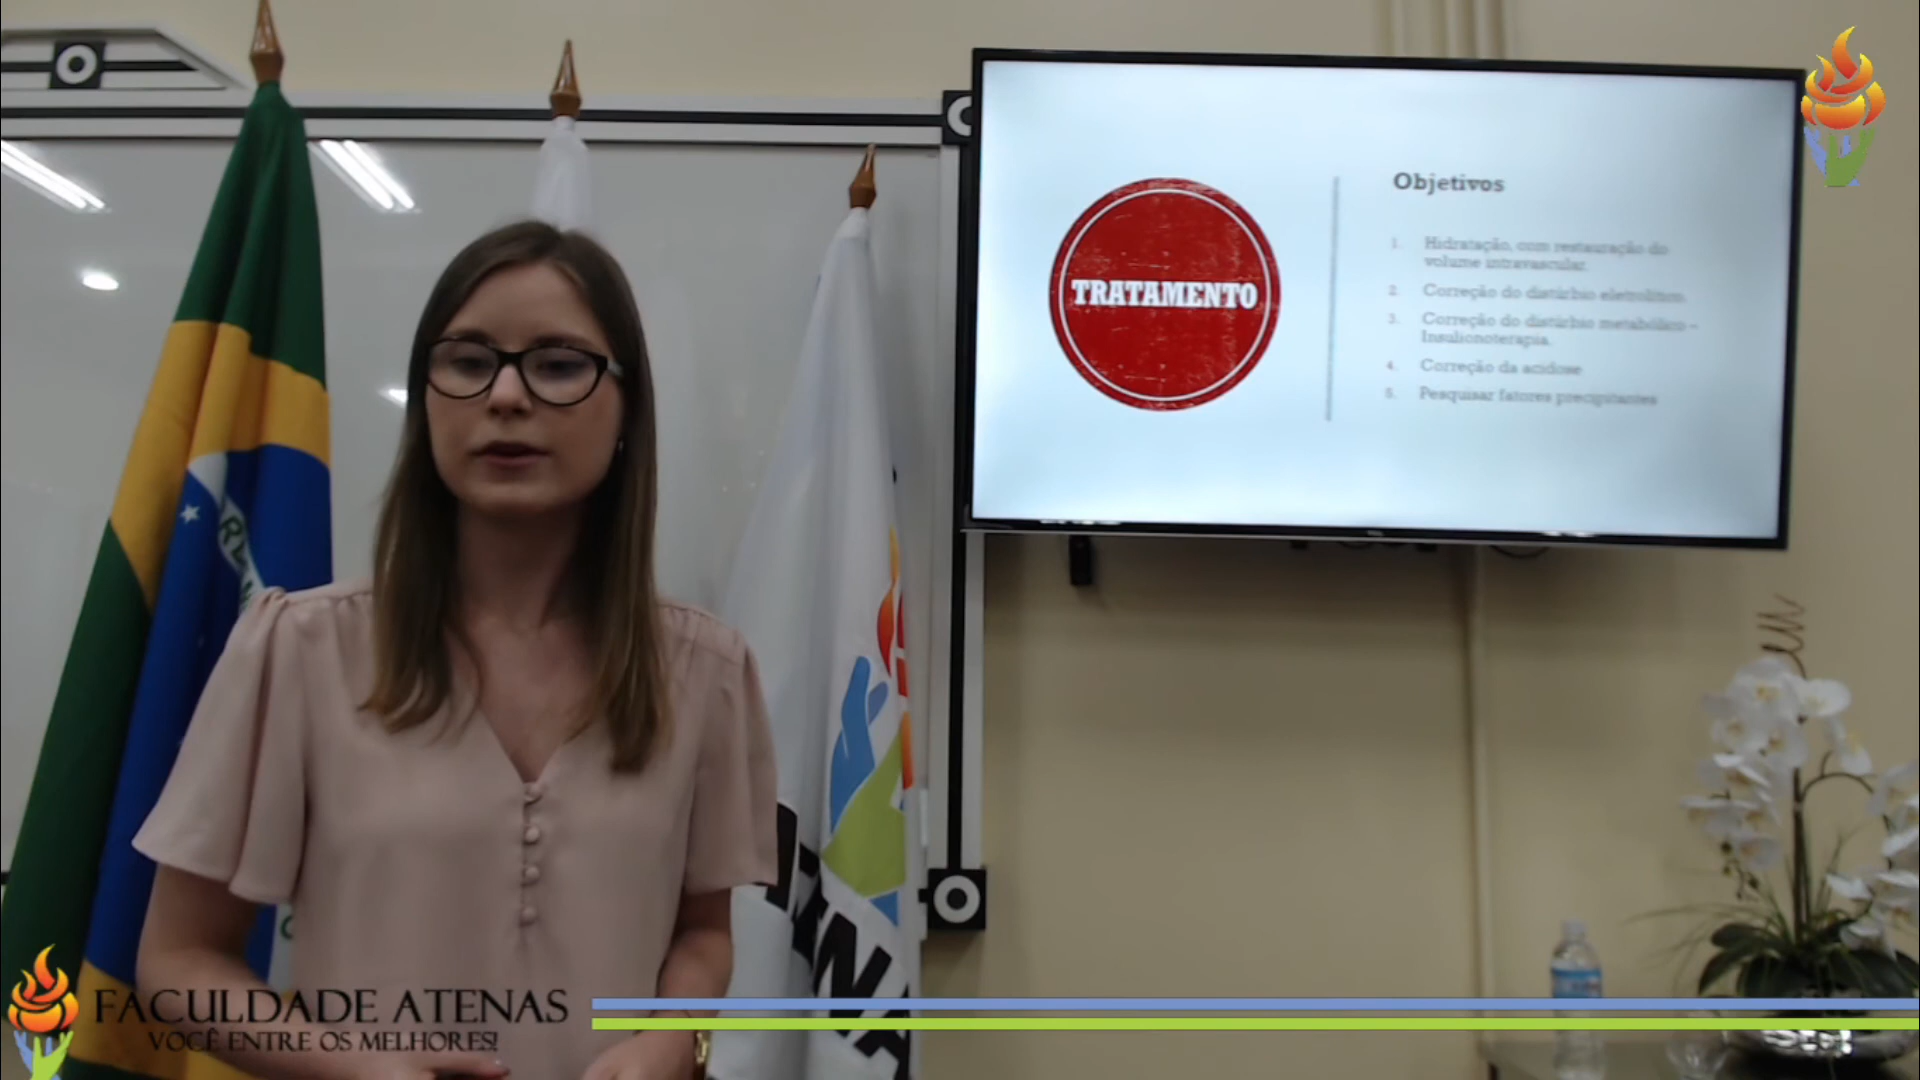 TRATAMENTO
Objetivos
1. Hidratação, com restauração do
volume intravascular.
2. Correção do distúrbio eletrolítico.
3. Correção do distúrbio metabólico –
Insulionoterapia.
4. Correção da acidose
5. Pesquisar fatores precipitantes
FACULDADE ATENAS
VOCÊ ENTRE OS MELHORES!